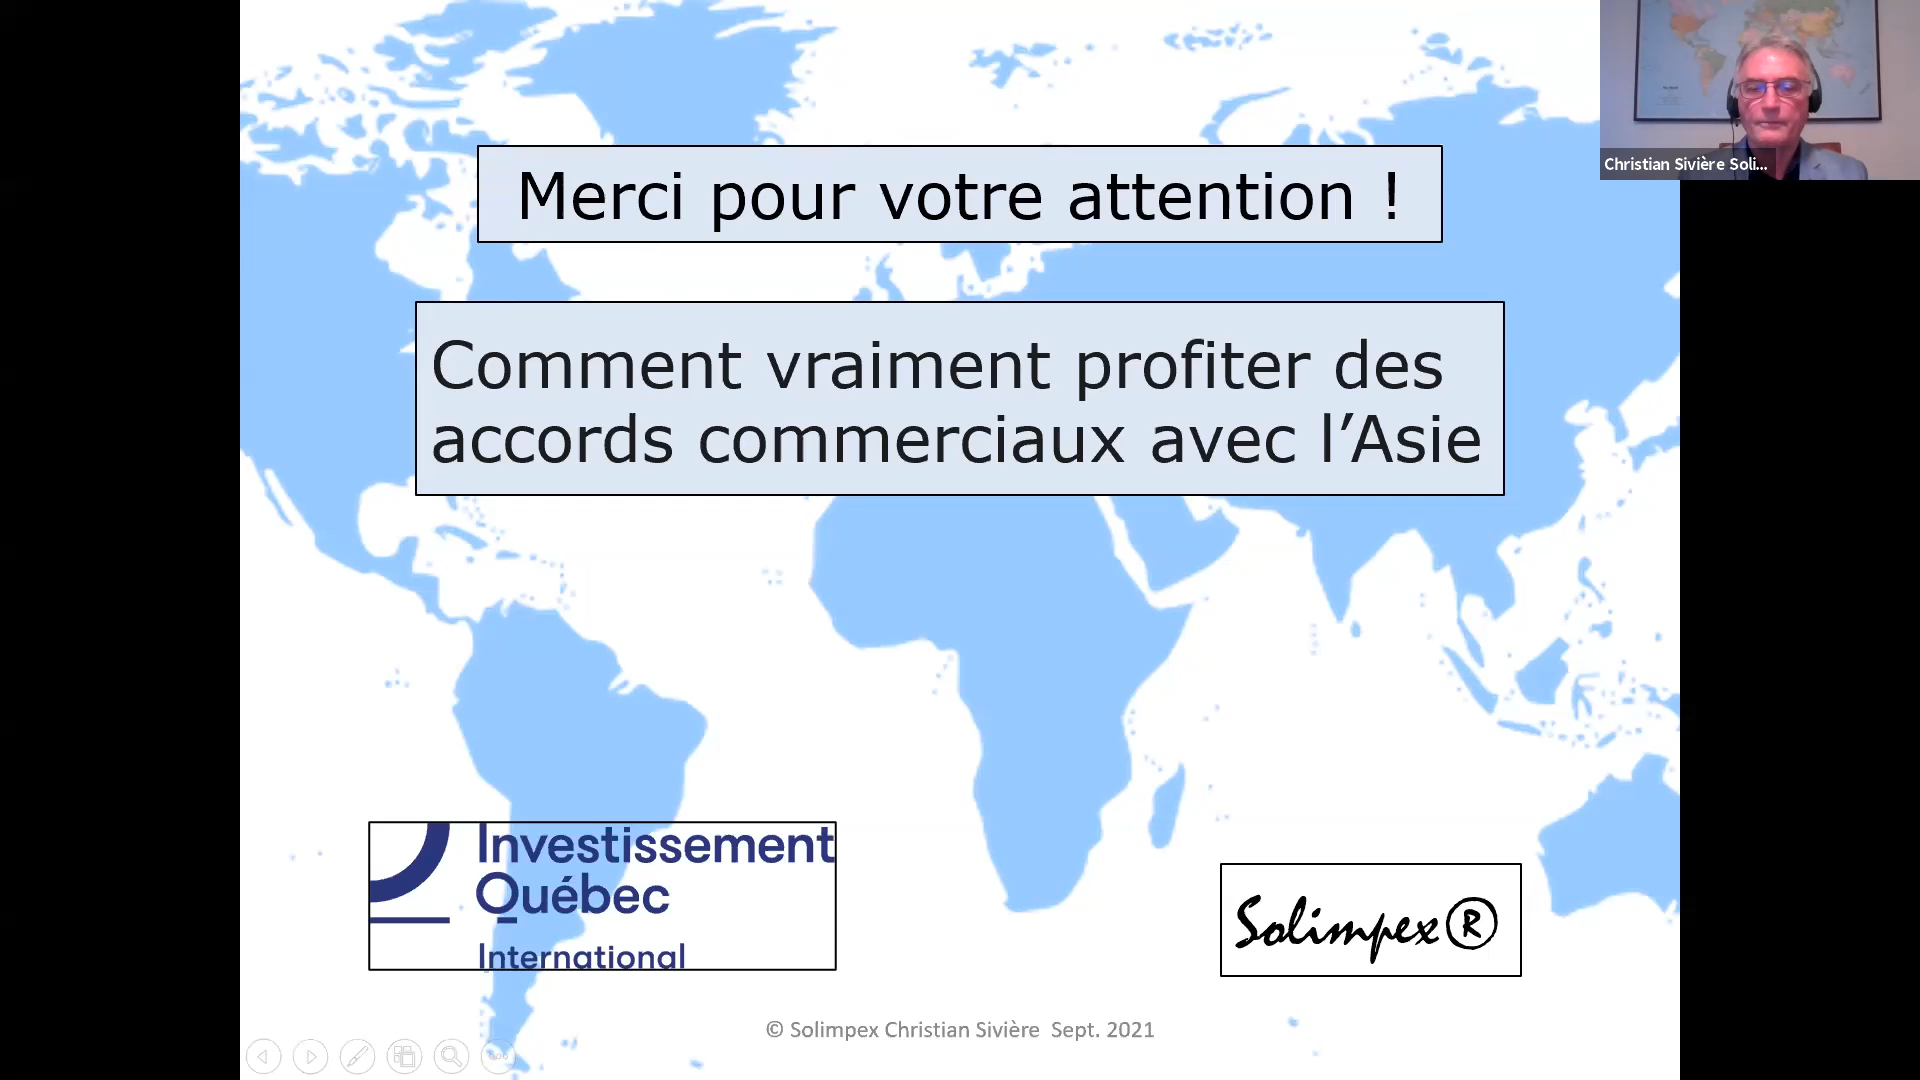 Merci pour votre attention !
Christian Sivière Soli...
Comment vraiment profiter des
accords commerciaux avec l’Asie
Investissement
Québec
International
Solimpex®
© Solimpex Christian Sivière Sept. 2021